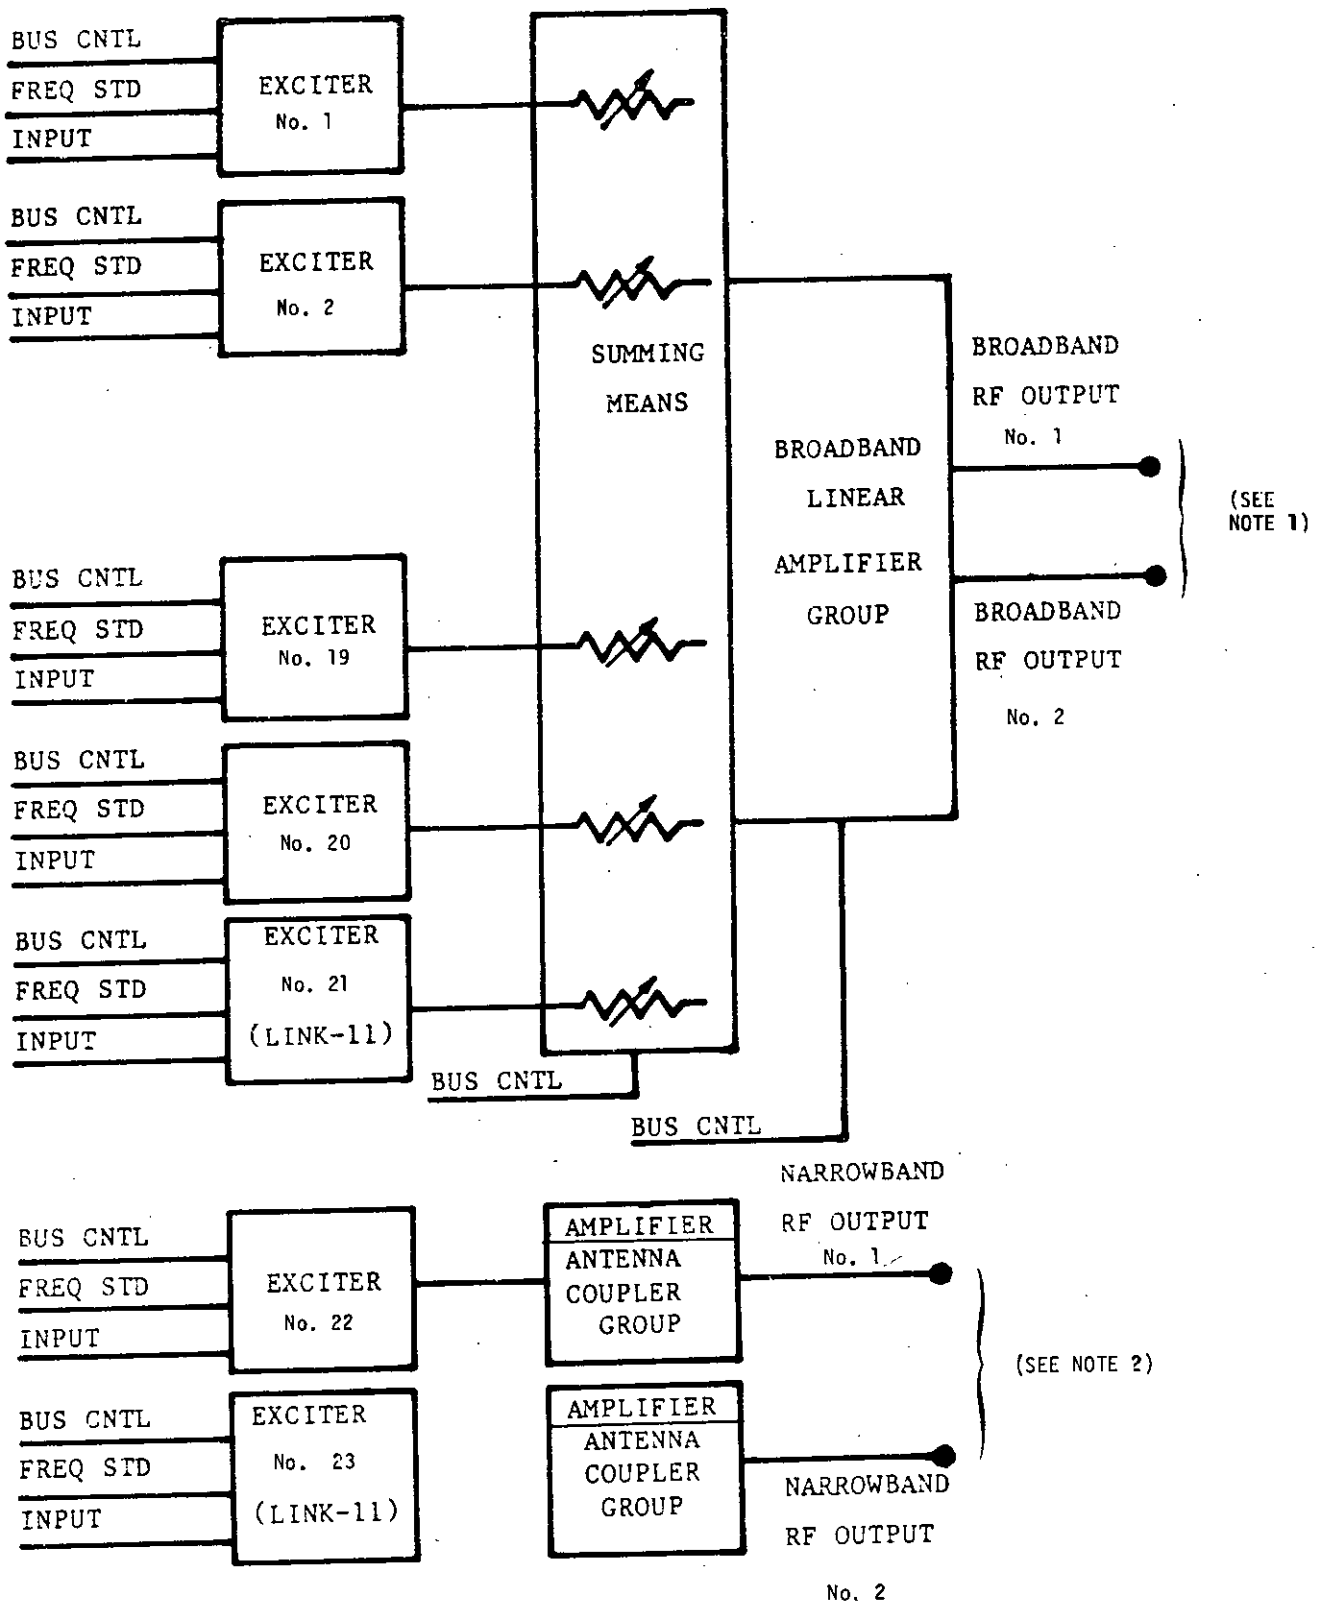 BUS CNTL
FREQ STD
INPUT
EXCITER
No. 1
BUS CNTL
FREQ STD
INPUT
EXCITER
No. 2
SUMMING
MEANS
BROADBAND
LINEAR
AMPLIFIER
GROUP
BROADBAND
RF OUTPUT
No. 1
(SEE
NOTE 1)
BROADBAND
RF OUTPUT
No. 2
BUS CNTL
FREQ STD
INPUT
EXCITER
No. 19
BUS CNTL
FREQ STD
INPUT
EXCITER
No. 20
BUS CNTL
FREQ STD
INPUT
EXCITER
No. 21
(LINK-11)
BUS CNTL
BUS CNTL
BUS CNTL
FREQ STD
INPUT
EXCITER
No. 22
AMPLIFIER
ANTENNA
COUPLER
GROUP
NARROWBAND
RF OUTPUT
No. 1
(SEE NOTE 2)
BUS CNTL
FREQ STD
INPUT
EXCITER
No. 23
(LINK-11)
AMPLIFIER
ANTENNA
COUPLER
GROUP
NARROWBAND
RF OUTPUT
No. 2